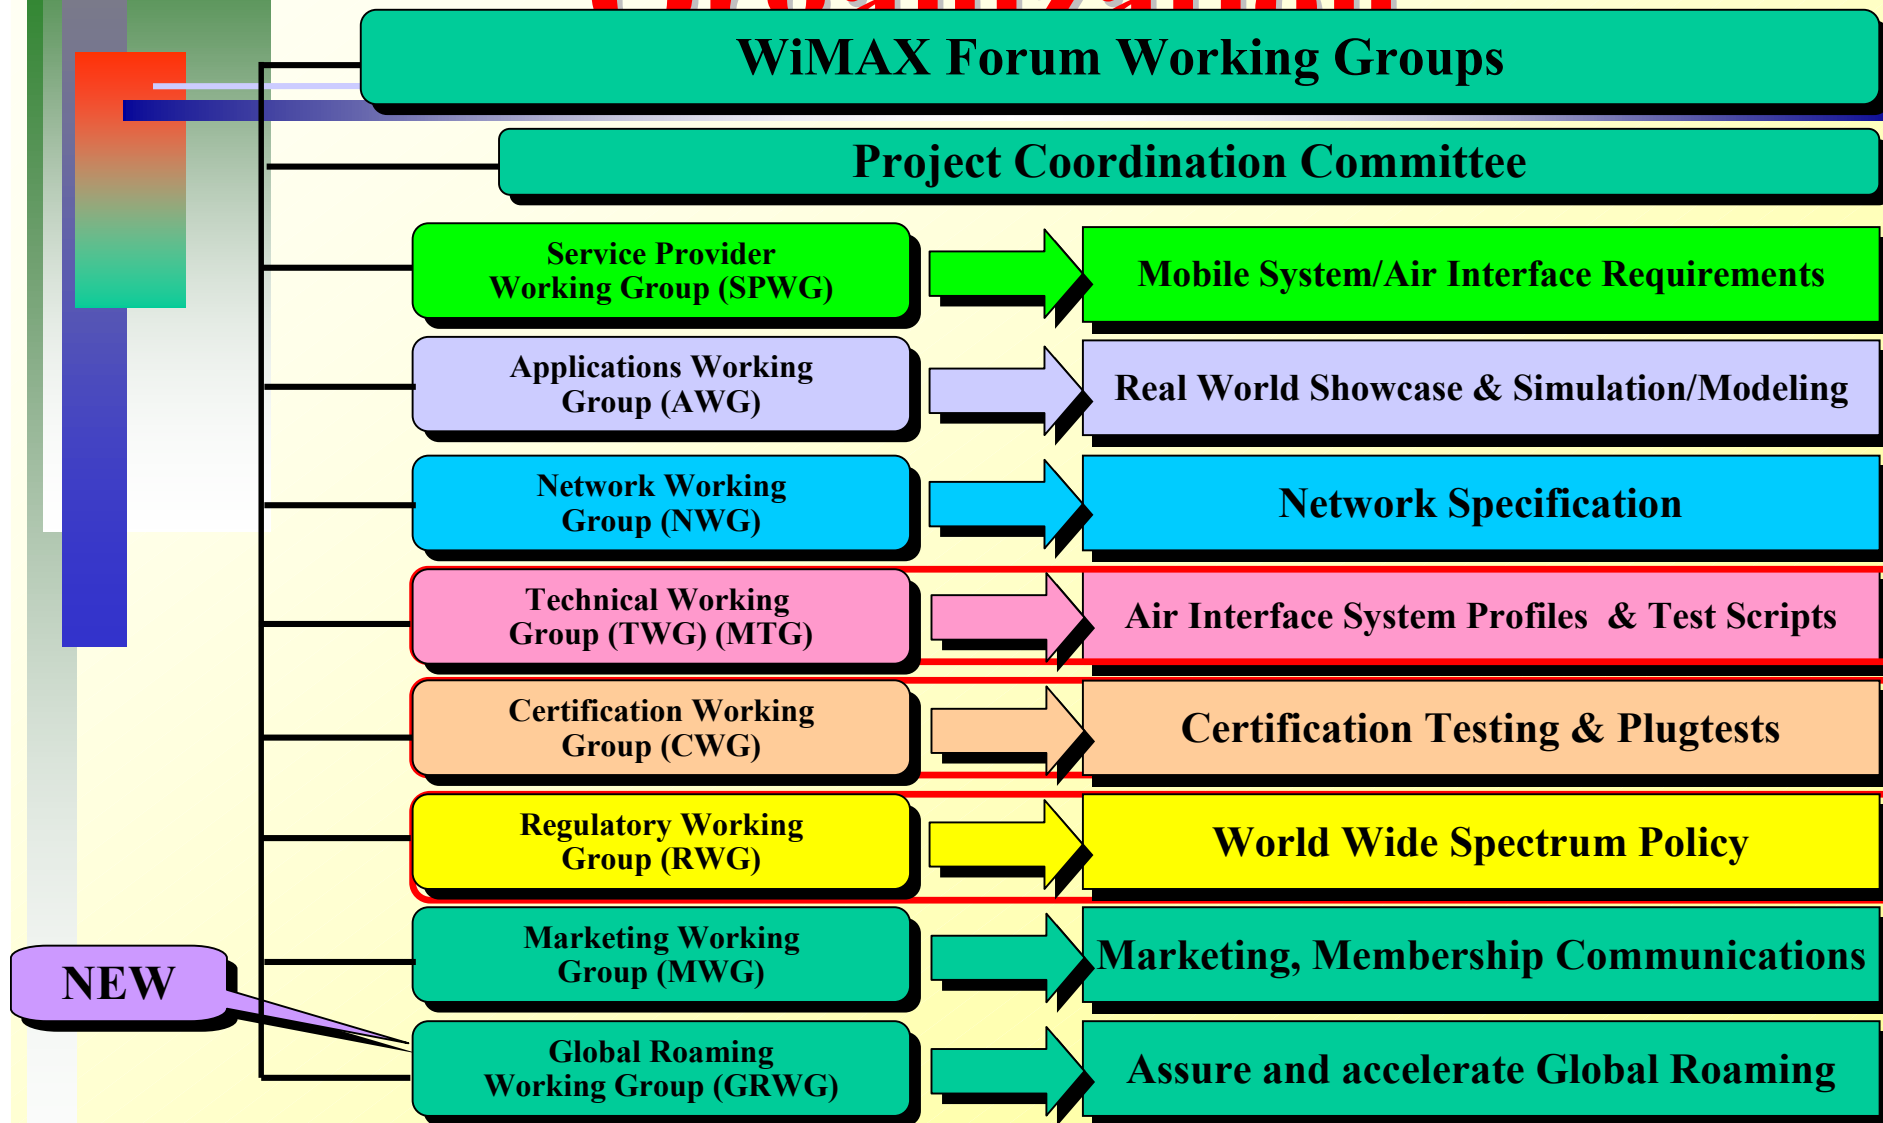 Organization
WiMAX Forum Working Groups
Project Coordination Committee
Service Provider
Working Group (SPWG)
Mobile System/Air Interface Requirements
Applications Working
Group (AWG)
Real World Showcase & Simulation/Modeling
Network Working
Group (NWG)
Network Specification
Technical Working
Group (TWG) (MTG)
Air Interface System Profiles & Test Scripts
Certification Working
Group (CWG)
Certification Testing & Plugtests
Regulatory Working
Group (RWG)
World Wide Spectrum Policy
Marketing Working
Group (MWG)
Marketing, Membership Communications
NEW
Global Roaming
Working Group (GRWG)
Assure and accelerate Global Roaming